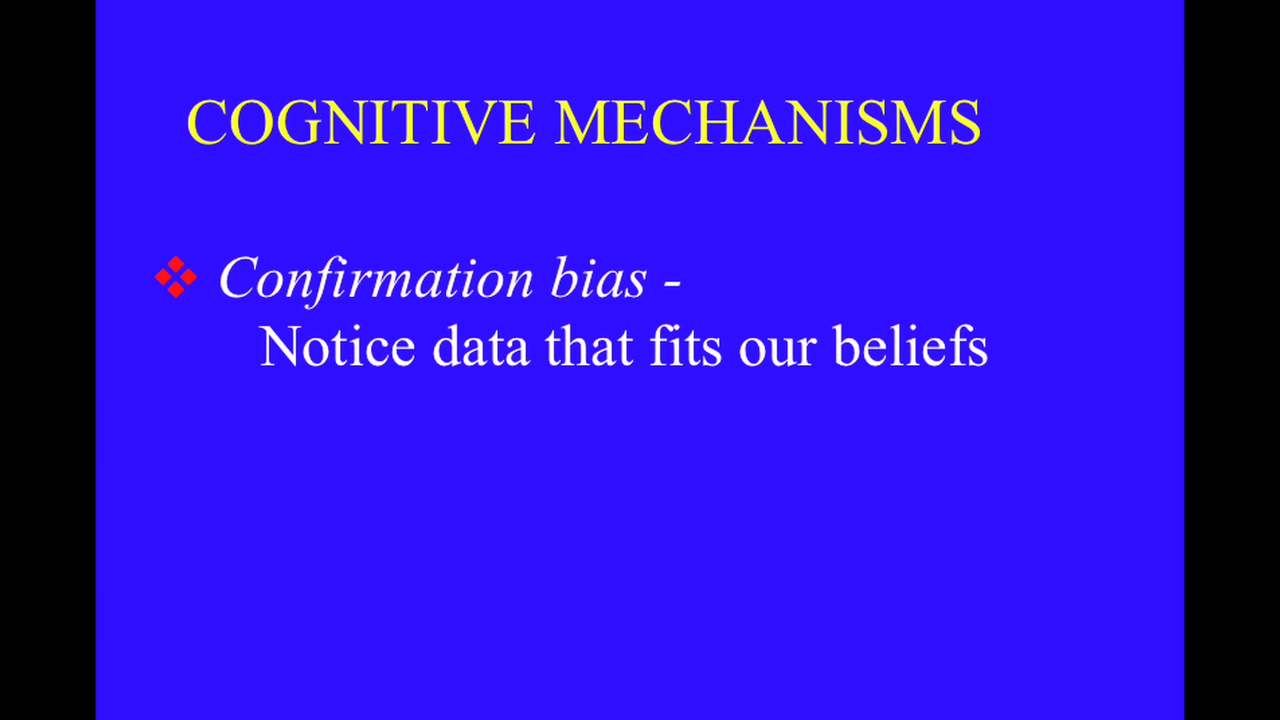 COGNITIVE MECHANISMS
Confirmation bias -
Notice data that fits our beliefs